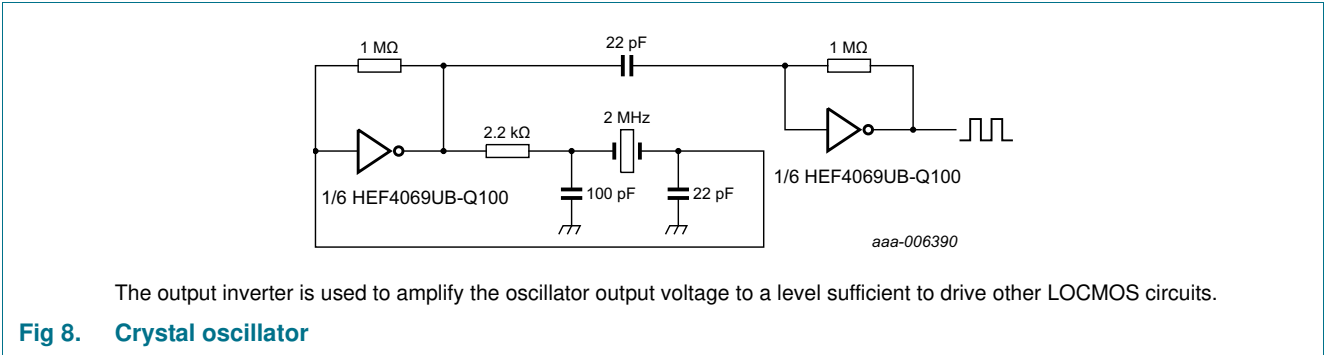 1 MΩ
22 pF
1 MΩ
2.2 kΩ
2 MHz
1/6 HEF4069UB-Q100
100 pF
22 pF
1/6 HEF4069UB-Q100
aaa-006390
The output inverter is used to amplify the oscillator output voltage to a level sufficient to drive other LOCMOS circuits.
Fig 8. Crystal oscillator